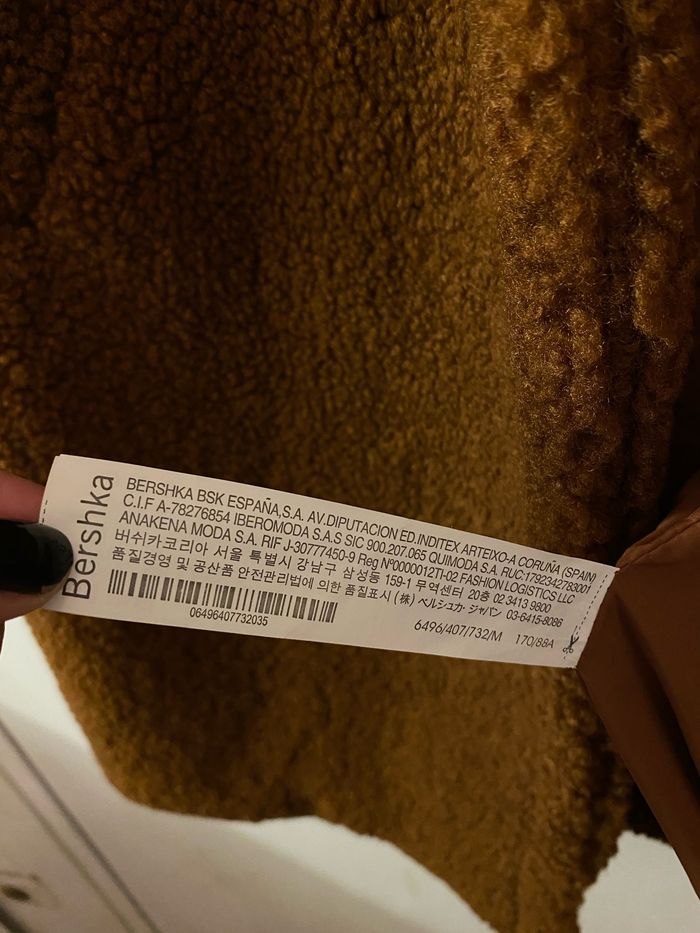 Bershka
BERSHKA BSK ESPAÑA,S.A. AV.DIPUTACION ED.INDITEX ARTEIXO-A CORUÑA (SPAIN)
C.I.F A-78276854 IBEROMODA S.A.S SIC 900.207.065 QUIMODA S.A. RUC:1792342783001
ANAKENA MODA S.A. RIF J-30777450-9 Reg Nº0000012TI-02 FASHION LOGISTICS LLC
버쉬카코리아 서울 특별시 강남구 삼성동 159-1 무역센터 20층 02 3413 9800
품질경영 및 공산품 안전관리법에 의한 품질표시 (株) ベルシュカ・ジャパン 03-6415-8086
06496407732035
6496/407/732/M 170/88A